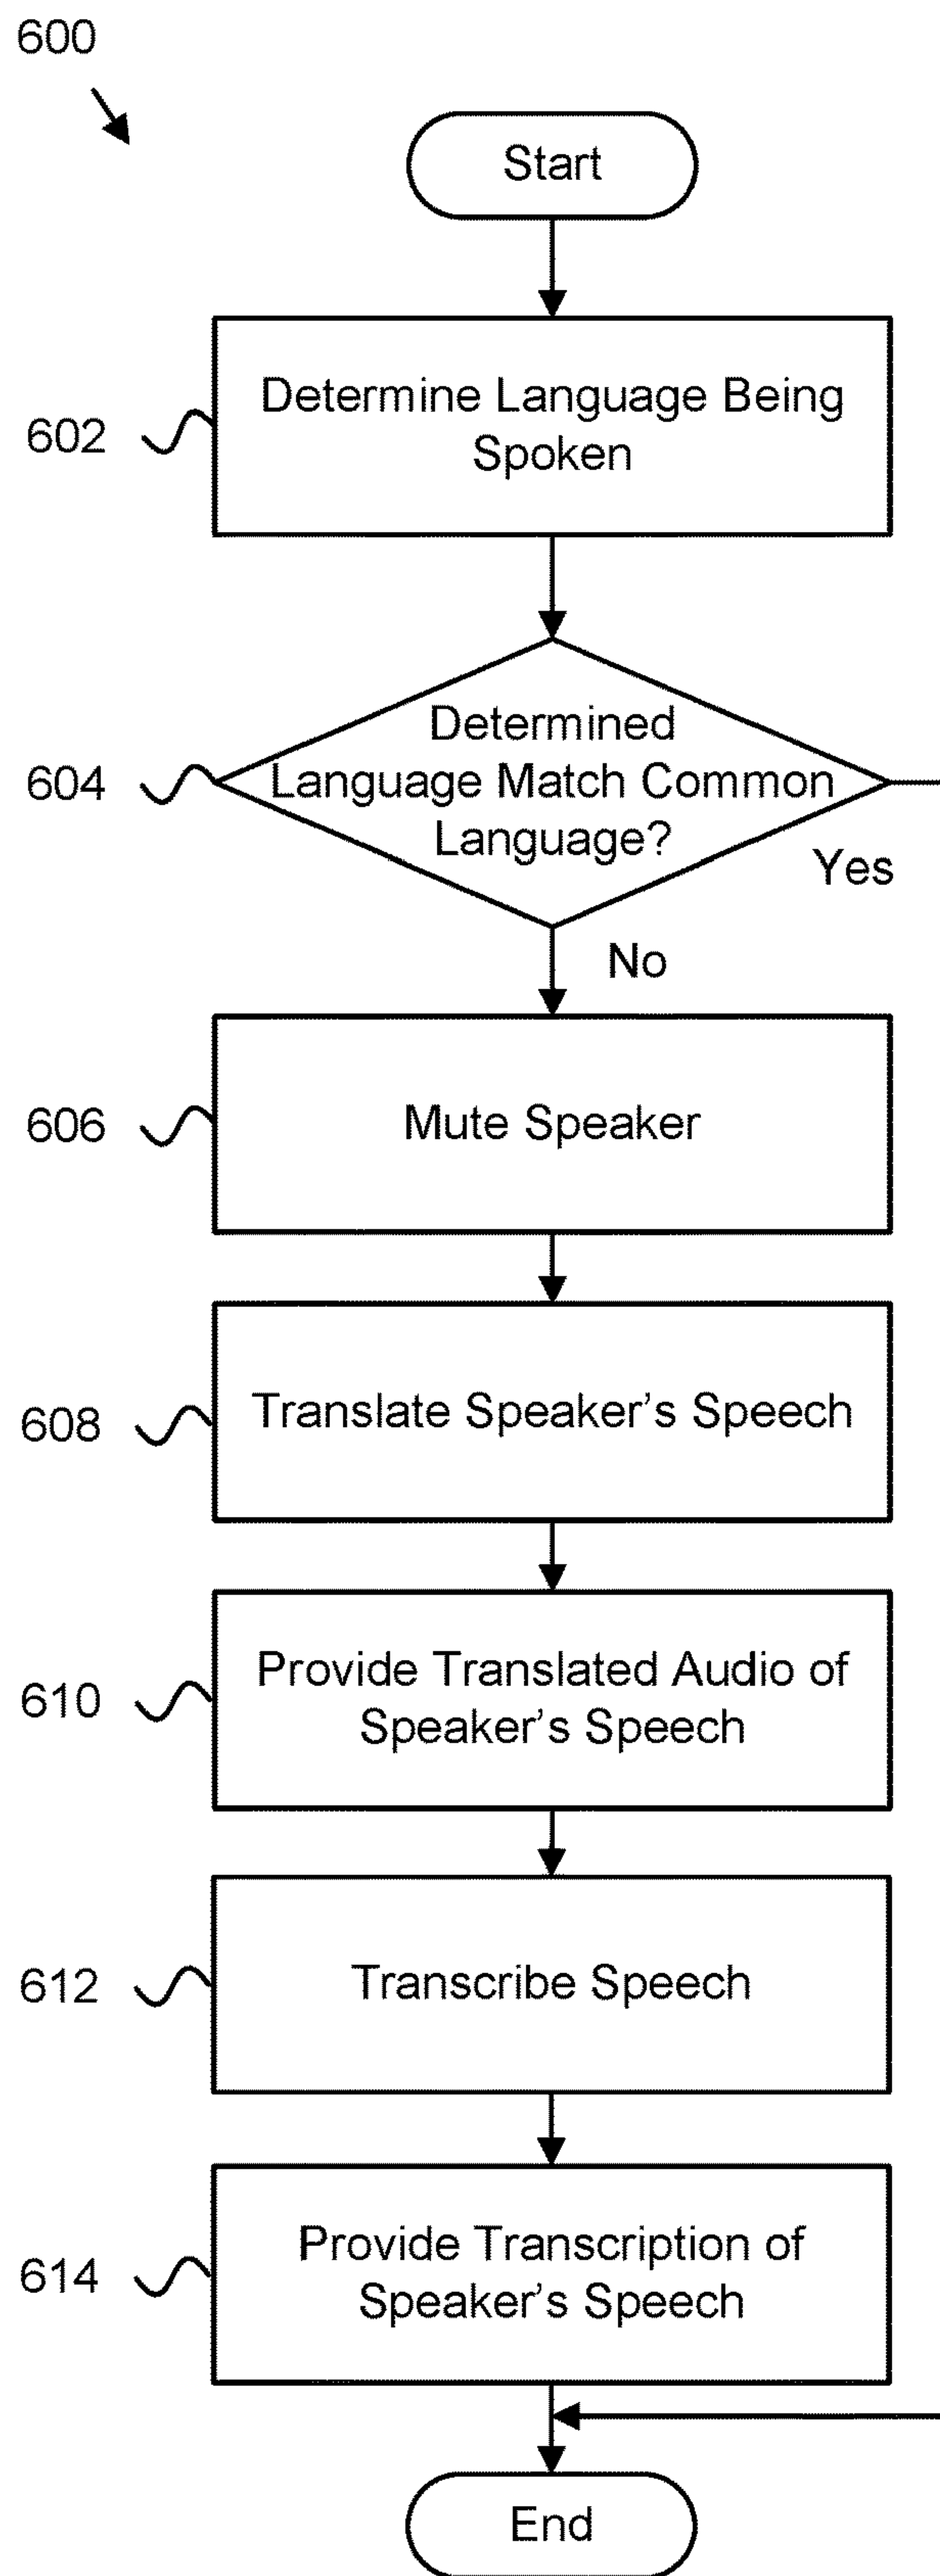 600
Start
602
Determine Language Being
Spoken
604
Determined
Language Match Common
Language?
Yes
No
606
Mute Speaker
608
Translate Speaker's Speech
610
Provide Translated Audio of
Speaker's Speech
612
Transcribe Speech
614
Provide Transcription of
Speaker's Speech
End